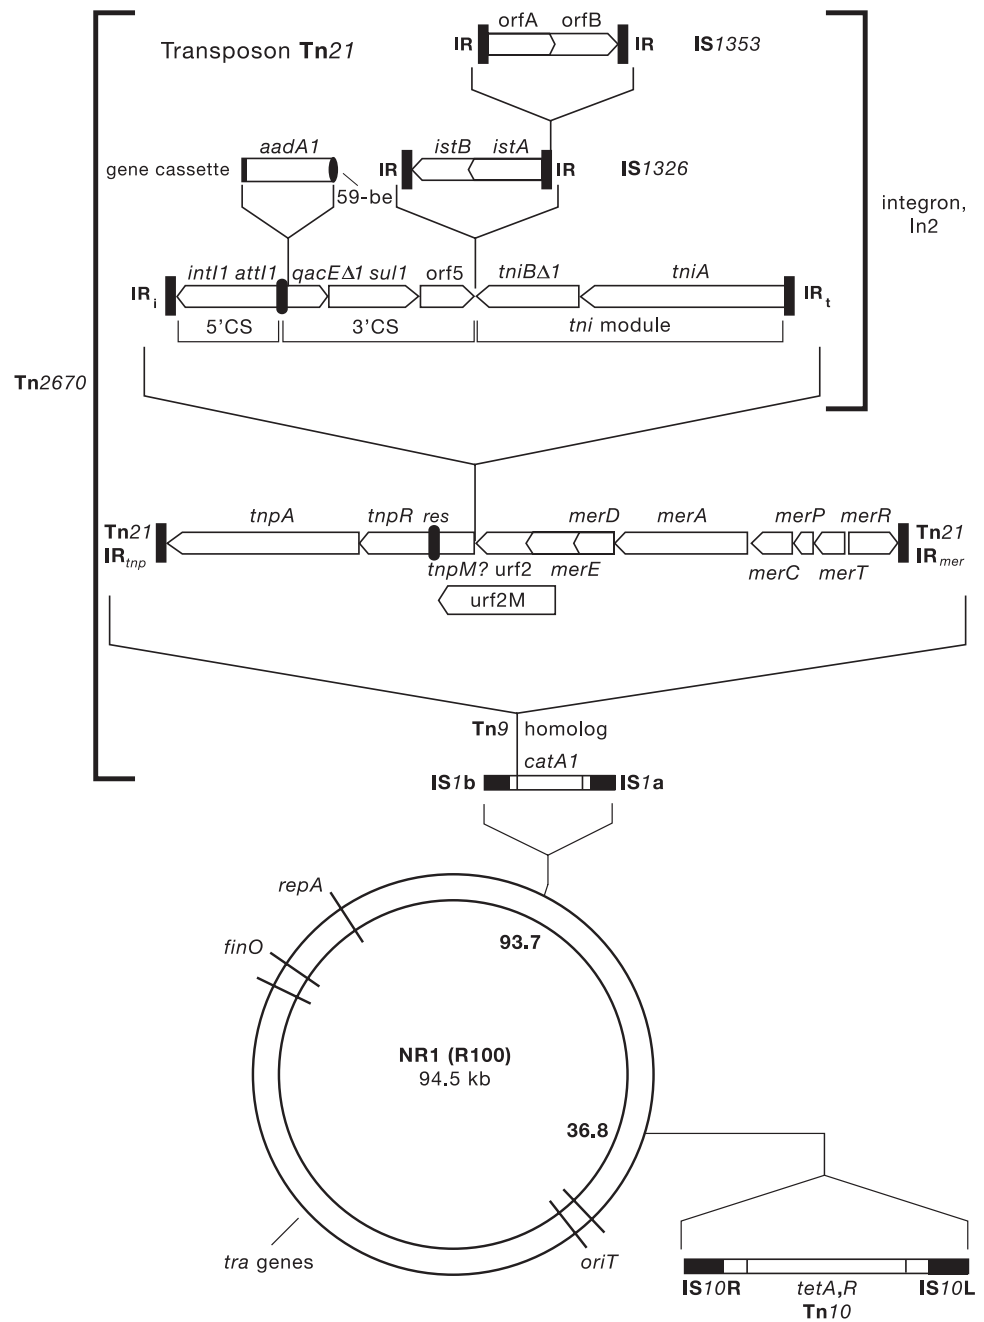 orfA orfB
Transposon Tn21
IR IR IS1353
aadA1
istB istA
gene cassette
IR IR IS1326
59-be
integron,
In2
intI1 attI1 qacEΔ1 sul1 orf5 tniBΔ1 tniA
IRi IRt
5'CS 3'CS tni module
Tn2670
tnpA tnpR res merD merA merP merR
Tn21 Tn21
IRtnp IRmer
tnpM? urf2 merE merC merT
urf2M
Tn9 homolog
catA1
IS1b IS1a
repA
finO
93.7
NR1 (R100)
94.5 kb
36.8
tra genes
oriT
IS10R tetA,R IS10L
Tn10